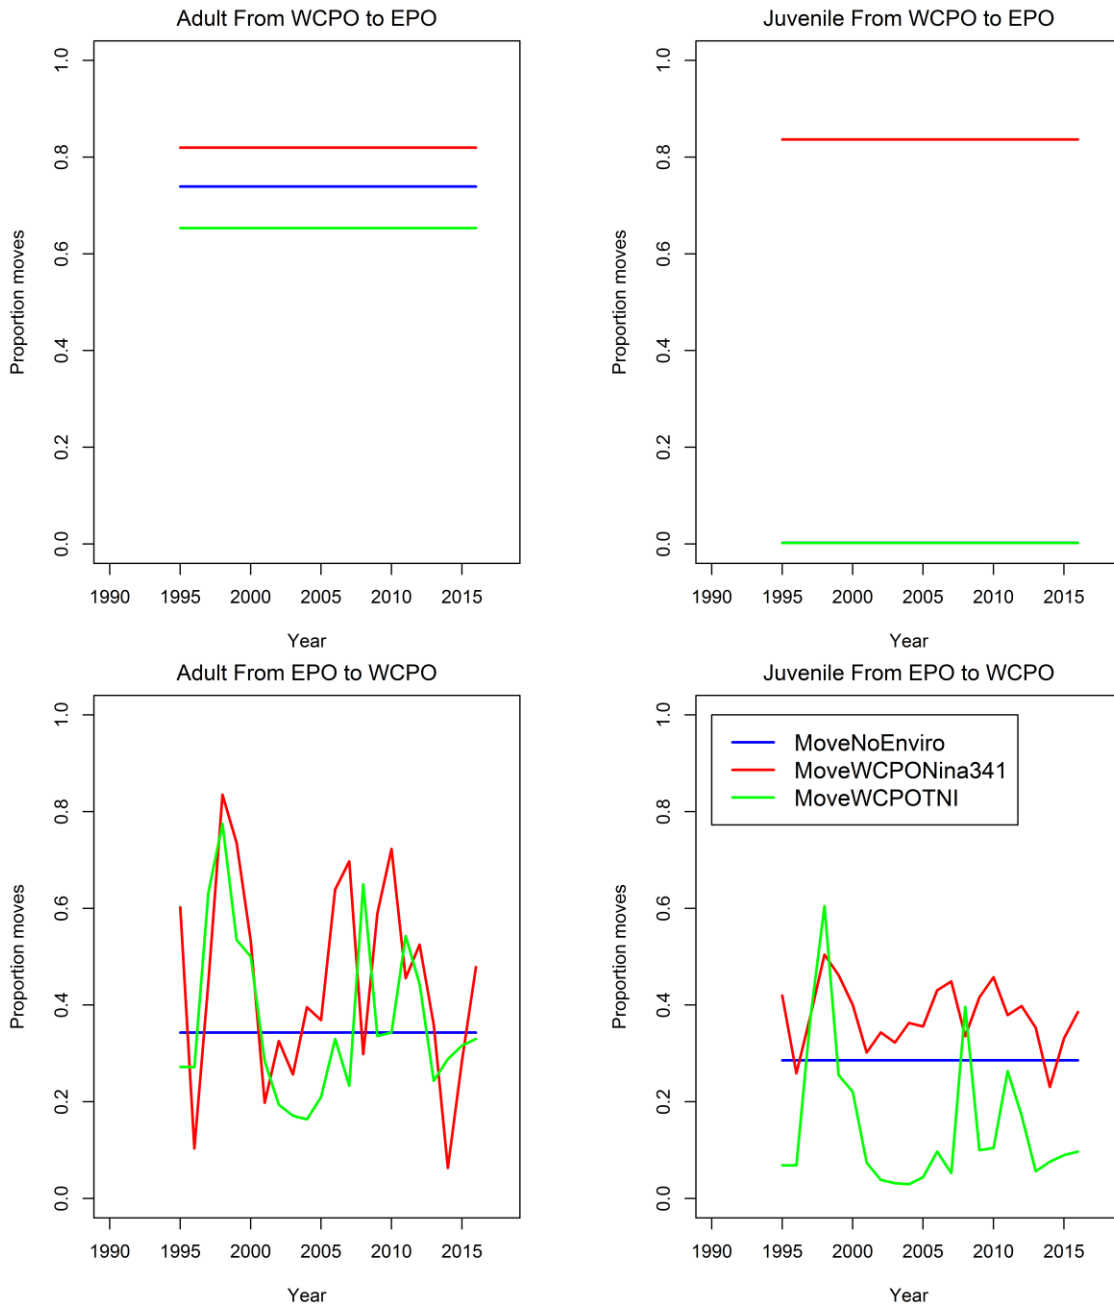 Adult From WCPO to EPO
Proportion moves
0.0 0.2 0.4 0.6 0.8 1.0
1990 1995 2000 2005 2010 2015
Year
Juvenile From WCPO to EPO
Proportion moves
0.0 0.2 0.4 0.6 0.8 1.0
1990 1995 2000 2005 2010 2015
Year
Adult From EPO to WCPO
Proportion moves
0.0 0.2 0.4 0.6 0.8 1.0
1990 1995 2000 2005 2010 2015
Year
Juvenile From EPO to WCPO
Proportion moves
0.0 0.2 0.4 0.6 0.8 1.0
MoveNoEnviro
MoveWCPONina341
MoveWCPOTNI
1990 1995 2000 2005 2010 2015
Year